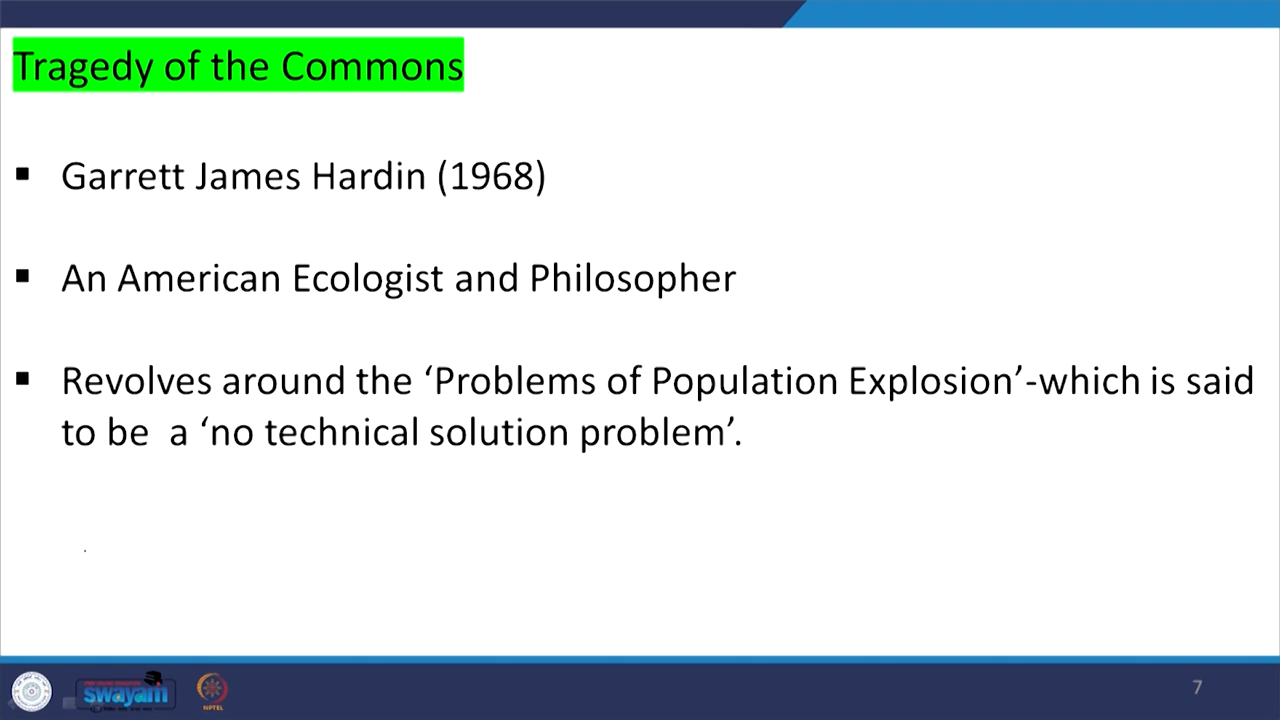 Tragedy of the Commons
▪ Garrett James Hardin (1968)
▪ An American Ecologist and Philosopher
▪ Revolves around the ‘Problems of Population Explosion’-which is said
to be a ‘no technical solution problem’.
swayam
NPTEL
7